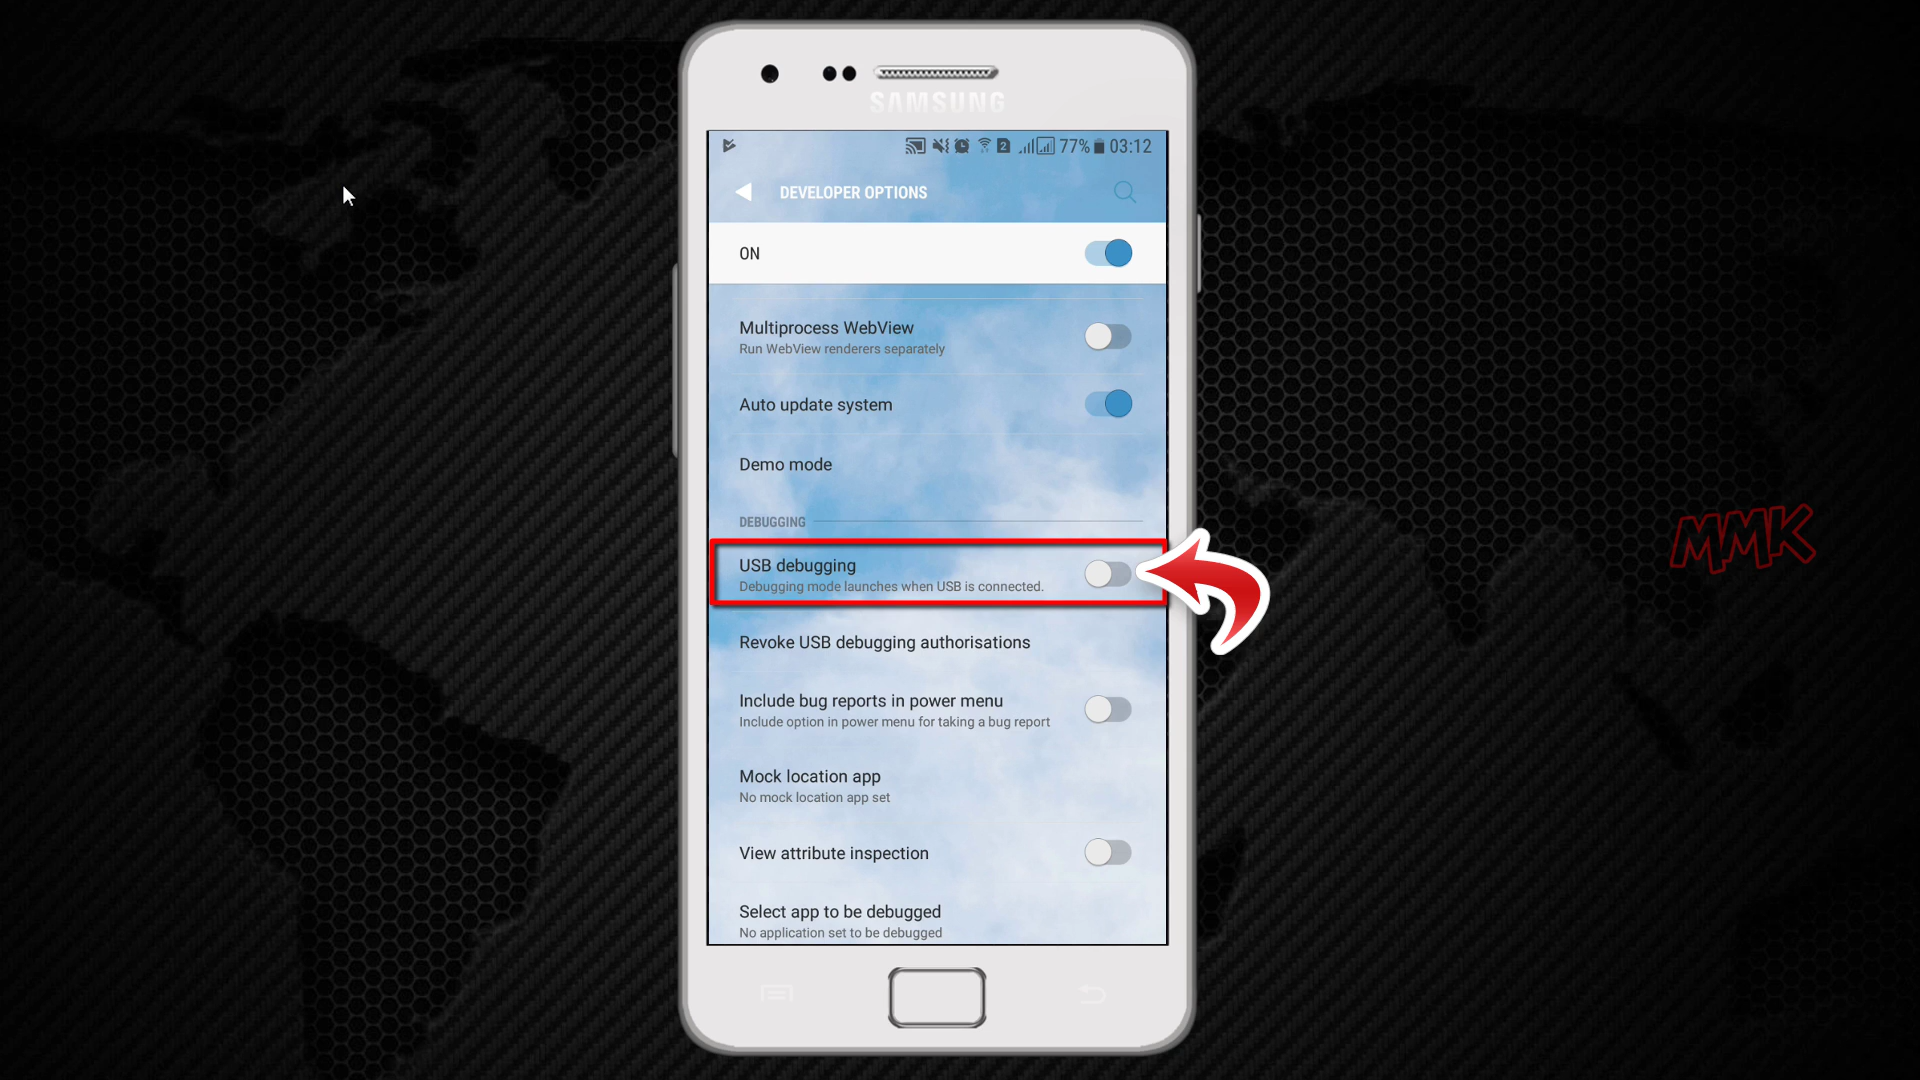 SAMSUNG
2 77% 03:12
DEVELOPER OPTIONS
ON
Multiprocess WebView
Run WebView renderers separately
Auto update system
Demo mode
DEBUGGING
USB debugging
Debugging mode launches when USB is connected.
Revoke USB debugging authorisations
Include bug reports in power menu
Include option in power menu for taking a bug report
Mock location app
No mock location app set
View attribute inspection
Select app to be debugged
No application set to be debugged
MMK